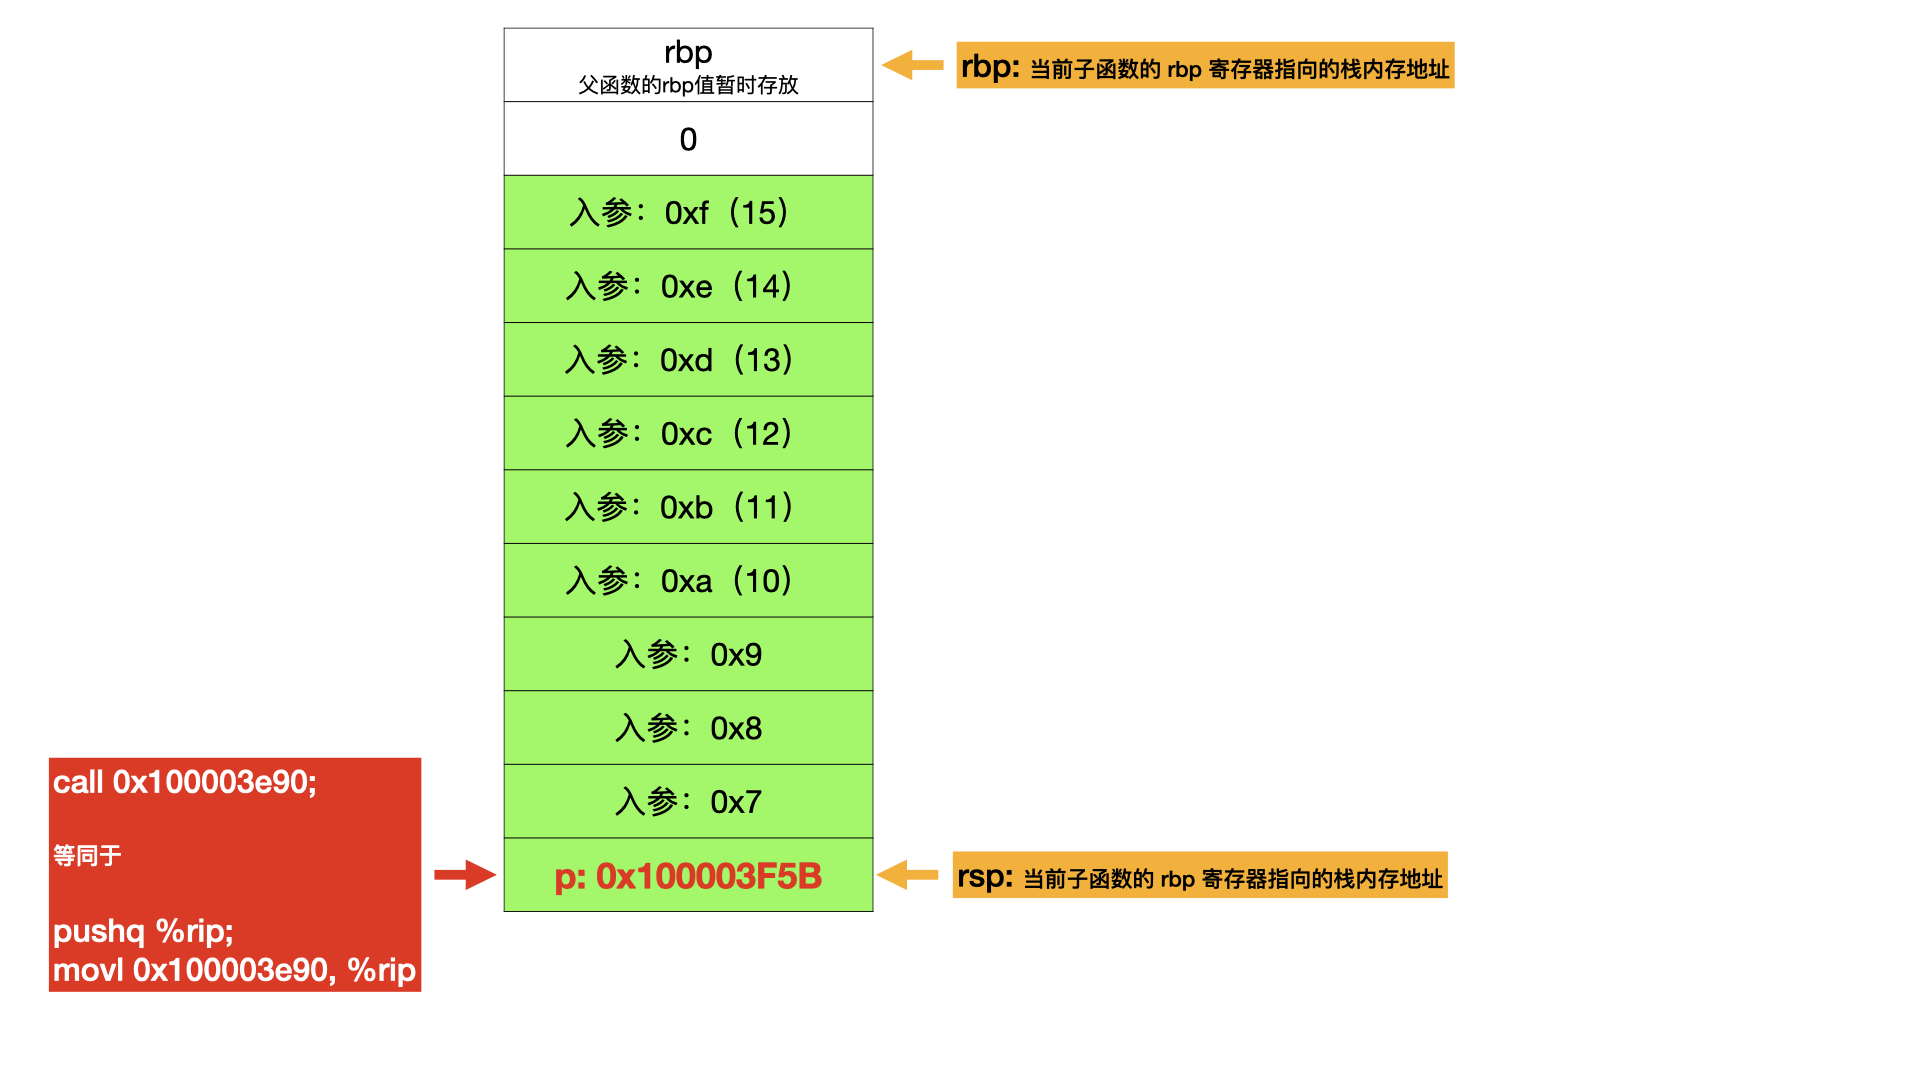 rbp
父函数的rbp值暂时存放
rbp: 当前子函数的 rbp 寄存器指向的栈内存地址
0
入参：0xf（15）
入参：0xe（14）
入参：0xd（13）
入参：0xc（12）
入参：0xb（11）
入参：0xa（10）
入参：0x9
入参：0x8
入参：0x7
p: 0x100003F5B
rsp: 当前子函数的 rbp 寄存器指向的栈内存地址
call 0x100003e90;
等同于
pushq %rip;
movl 0x100003e90, %rip